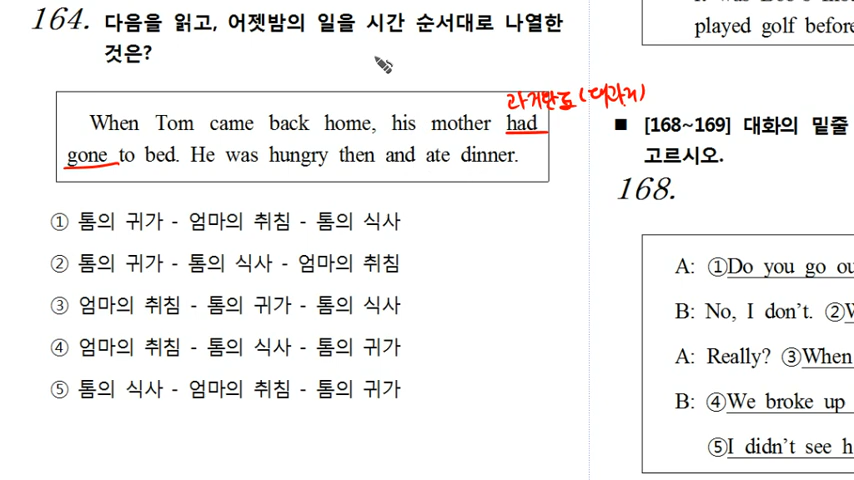 164. 다음을 읽고, 어젯밤의 일을 시간 순서대로 나열한
것은?
과거완료(대과거)
When Tom came back home, his mother had
gone to bed. He was hungry then and ate dinner.
① 톰의 귀가 - 엄마의 취침 - 톰의 식사
② 톰의 귀가 - 톰의 식사 - 엄마의 취침
③ 엄마의 취침 - 톰의 귀가 - 톰의 식사
④ 엄마의 취침 - 톰의 식사 - 톰의 귀가
⑤ 톰의 식사 - 엄마의 취침 - 톰의 귀가
played golf before
■ [168~169] 대화의 밑줄
고르시오.
168.
A: ①Do you go
B: No, I don't. ②
A: Really? ③When
B: ④We broke up
⑤I didn't see